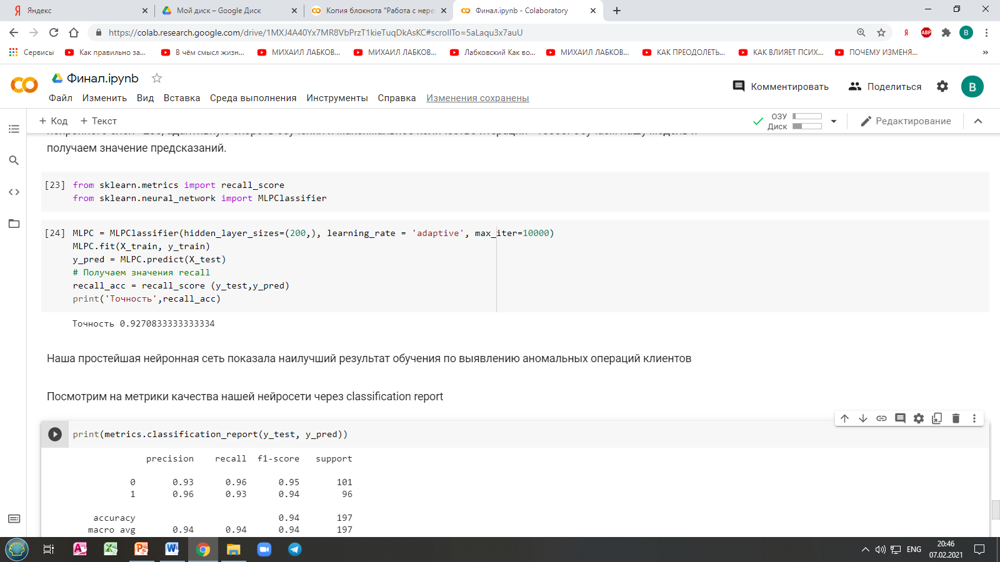 Яндекс
Мой диск – Google Диск
Копия блокнота "Работа с нере
Финал.ipynb - Colaboratory
https://colab.research.google.com/drive/1MXJ4A40Yx7MR8VbPrzT1kieTuqDkAsKC#scrollTo=5aLaqu3x7auU
ABP
B
Сервисы
Как правильно за...
В чём смысл жизн...
МИХАИЛ ЛАБКОВ...
МИХАИЛ ЛАБКОВ...
Лабковский Как во...
МИХАИЛ ЛАБКОВ...
КАК ПРЕОДОЛЕТЬ...
КАК ВЛИЯЕТ ПСИХ...
ПОЧЕМУ ИЗМЕНЯ...
Финал.ipynb
Комментировать
Поделиться
B
Файл Изменить Вид Вставка Среда выполнения Инструменты Справка Изменения сохранены
+ Код + Текст
ОЗУ
Диск
Редактирование
получаем значение предсказаний.
[23] from sklearn.metrics import recall_score
from sklearn.neural_network import MLPClassifier
[24] MLPC = MLPClassifier(hidden_layer_sizes=(200,), learning_rate = 'adaptive', max_iter=10000)
MLPC.fit(X_train, y_train)
y_pred = MLPC.predict(X_test)
# Получаем значения recall
recall_acc = recall_score (y_test,y_pred)
print('Точность',recall_acc)
Точность 0.9270833333333334
Наша простейшая нейронная сеть показала наилучший результат обучения по выявлению аномальных операций клиентов
Посмотрим на метрики качества нашей нейросети через classification report
print(metrics.classification_report(y_test, y_pred))
precision recall f1-score support
0 0.93 0.96 0.95 101
1 0.96 0.93 0.94 96
accuracy 0.94 197
macro avg 0.94 0.94 0.94 197
ENG
20:46
07.02.2021